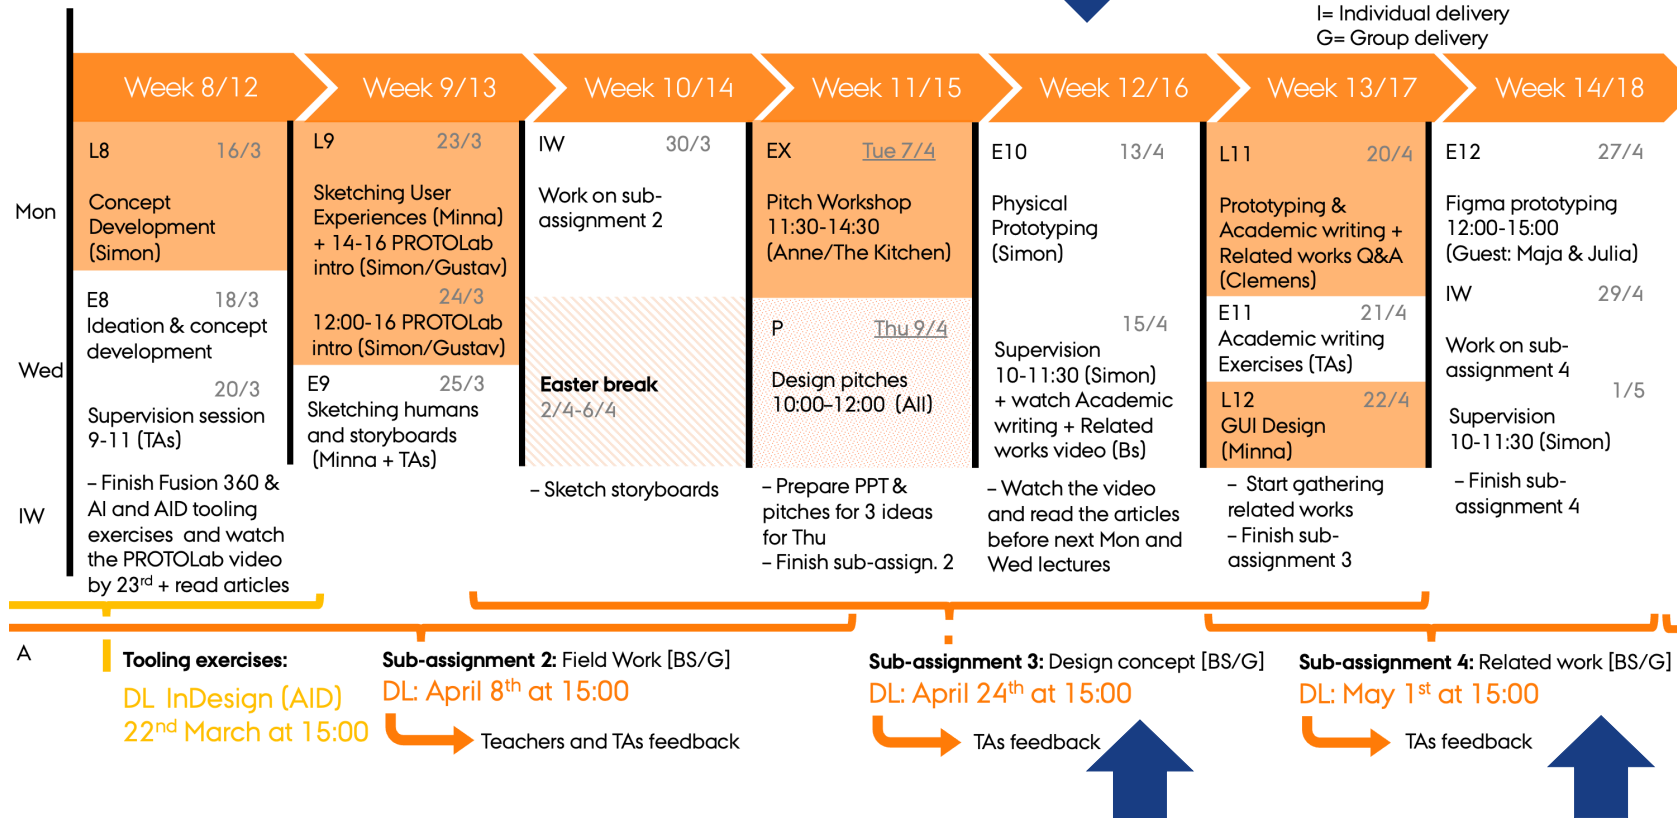 I= Individual delivery
G= Group delivery
Week 8/12
Week 9/13
Week 10/14
Week 11/15
Week 12/16
Week 13/17
Week 14/18
Mon
Wed
IW
A
L8 16/3
Concept
Development
(Simon)
E8 18/3
Ideation & concept
development
20/3
Supervision session
9-11 (TAs)
– Finish Fusion 360 &
AI and AID tooling
exercises and watch
the PROTOLab video
by 23rd + read articles
L9 23/3
Sketching User
Experiences (Minna)
+ 14-16 PROTOLab
intro (Simon/Gustav)
24/3
12:00-16 PROTOLab
intro (Simon/Gustav)
E9 25/3
Sketching humans
and storyboards
(Minna + TAs)
IW 30/3
Work on sub-
assignment 2
Easter break
2/4-6/4
– Sketch storyboards
EX Tue 7/4
Pitch Workshop
11:30-14:30
(Anne/The Kitchen)
P Thu 9/4
Design pitches
10:00–12:00 (All)
– Prepare PPT &
pitches for 3 ideas
for Thu
– Finish sub-assign. 2
E10 13/4
Physical
Prototyping
(Simon)
15/4
Supervision
10-11:30 (Simon)
+ watch Academic
writing + Related
works video (Bs)
– Watch the video
and read the articles
before next Mon and
Wed lectures
L11 20/4
Prototyping &
Academic writing +
Related works Q&A
(Clemens)
E11 21/4
Academic writing
Exercises (TAs)
L12 22/4
GUI Design
(Minna)
– Start gathering
related works
– Finish sub-
assignment 3
E12 27/4
Figma prototyping
12:00-15:00
(Guest: Maja & Julia)
IW 29/4
Work on sub-
assignment 4
1/5
Supervision
10-11:30 (Simon)
– Finish sub-
assignment 4
Tooling exercises:
DL InDesign (AID)
22nd March at 15:00
Sub-assignment 2: Field Work [BS/G]
DL: April 8th at 15:00
Teachers and TAs feedback
Sub-assignment 3: Design concept [BS/G]
DL: April 24th at 15:00
TAs feedback
Sub-assignment 4: Related work [BS/G]
DL: May 1st at 15:00
TAs feedback